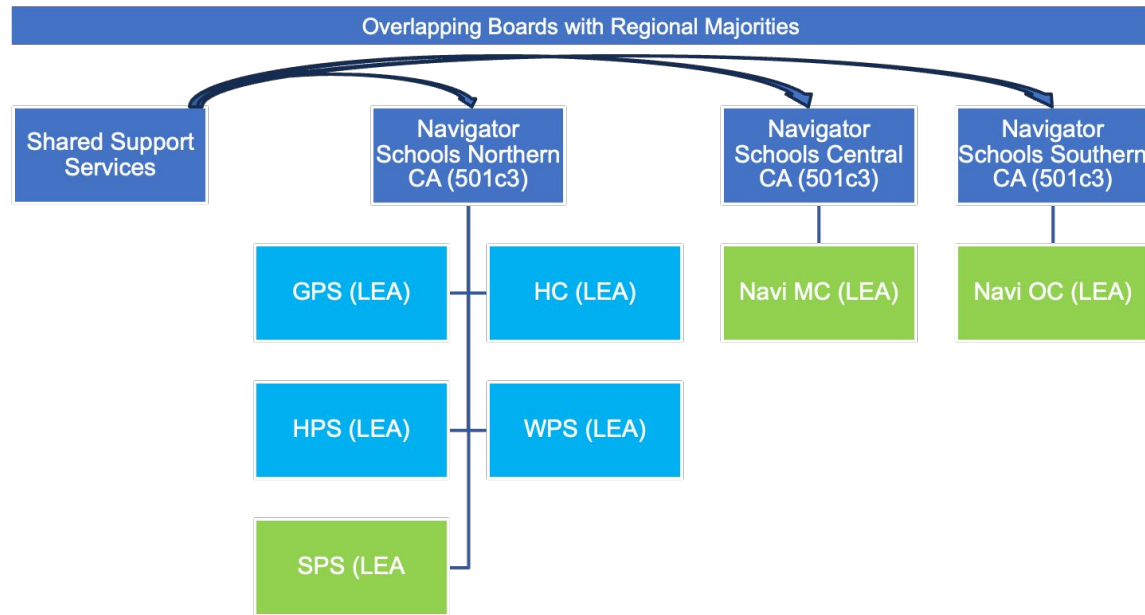 Overlapping Boards with Regional Majorities
Shared Support
Services
Navigator
Schools Northern
CA (501c3)
Navigator
Schools Central
CA (501c3)
Navigator
Schools Southern
CA (501c3)
GPS (LEA)
HC (LEA)
Navi MC (LEA)
Navi OC (LEA)
HPS (LEA)
WPS (LEA)
SPS (LEA